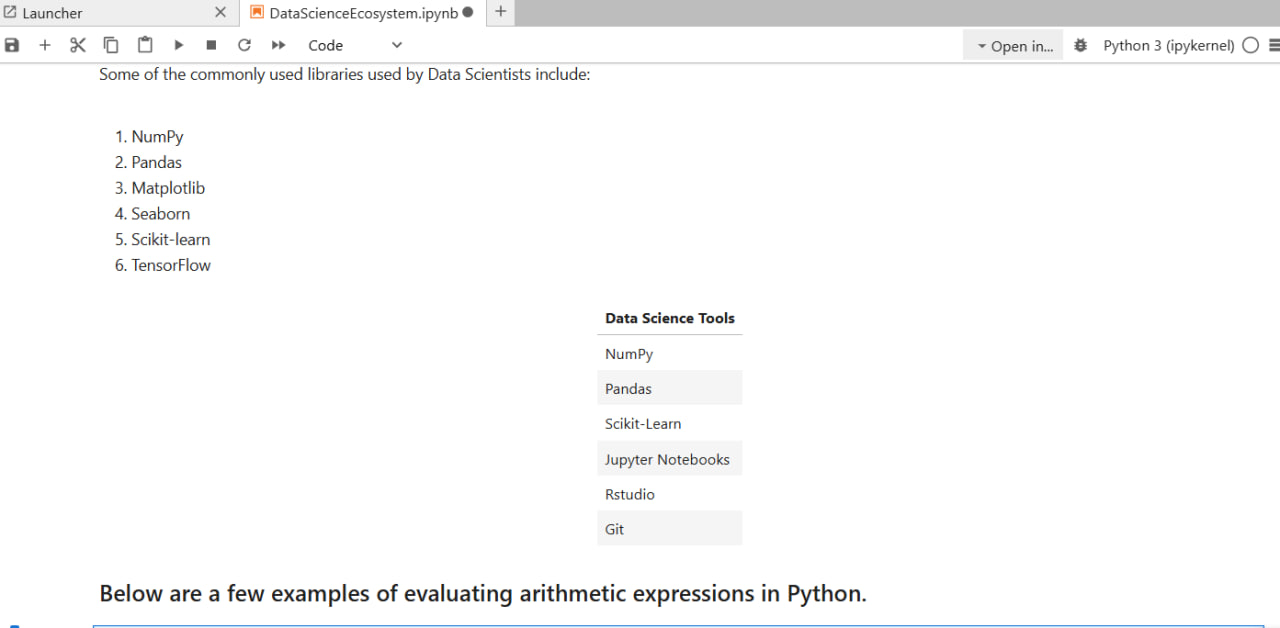 Launcher
DataScienceEcosystem.ipynb
Code
Open in...
Python 3 (ipykernel)
Some of the commonly used libraries used by Data Scientists include:
1. NumPy
2. Pandas
3. Matplotlib
4. Seaborn
5. Scikit-learn
6. TensorFlow
Data Science Tools
NumPy
Pandas
Scikit-Learn
Jupyter Notebooks
Rstudio
Git
Below are a few examples of evaluating arithmetic expressions in Python.